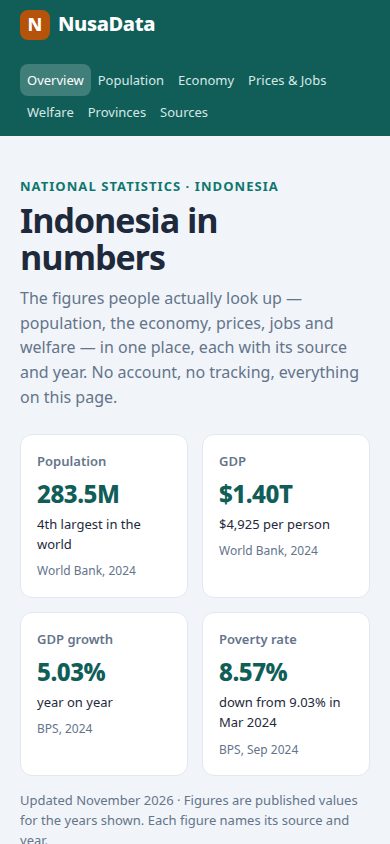 N NusaData
Overview Population Economy Prices & Jobs
Welfare Provinces Sources
NATIONAL STATISTICS · INDONESIA
Indonesia in
numbers
The figures people actually look up —
population, the economy, prices, jobs and
welfare — in one place, each with its source
and year. No account, no tracking, everything
on this page.
Population
283.5M
4th largest in the
world
World Bank, 2024
GDP
$1.40T
$4,925 per person
World Bank, 2024
GDP growth
5.03%
year on year
BPS, 2024
Poverty rate
8.57%
down from 9.03% in
Mar 2024
BPS, Sep 2024
Updated November 2026 · Figures are published values
for the years shown. Each figure names its source and
year.